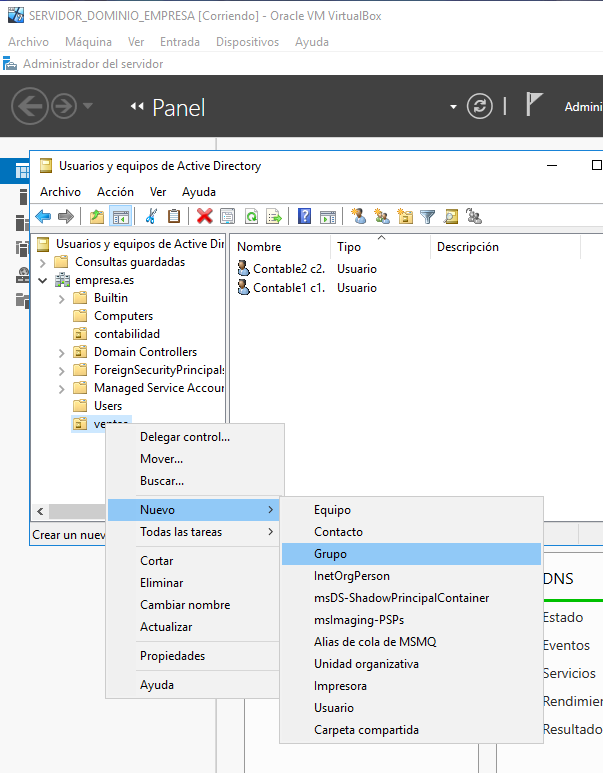 SERVIDOR_DOMINIO_EMPRESA [Corriendo] - Oracle VM VirtualBox
Archivo Máquina Ver Entrada Dispositivos Ayuda
Administrador del servidor
Panel
Admini
Usuarios y equipos de Active Directory
Archivo Acción Ver Ayuda
Usuarios y equipos de Active Dir
Consultas guardadas
empresa.es
Builtin
Computers
contabilidad
Domain Controllers
ForeignSecurityPrincipals
Managed Service Accour
Users
Nombre Tipo Descripción
Contable2 c2. Usuario
Contable1 c1. Usuario
Crear un nuev
Delegar control...
Mover...
Buscar...
Nuevo
Todas las tareas
Cortar
Eliminar
Cambiar nombre
Actualizar
Propiedades
Ayuda
Equipo
Contacto
Grupo
InetOrgPerson
msDS-ShadowPrincipalContainer
msImaging-PSPs
Alias de cola de MSMQ
Unidad organizativa
Impresora
Usuario
Carpeta compartida
DNS
Estado
Eventos
Servicios
Rendimier
Resultado